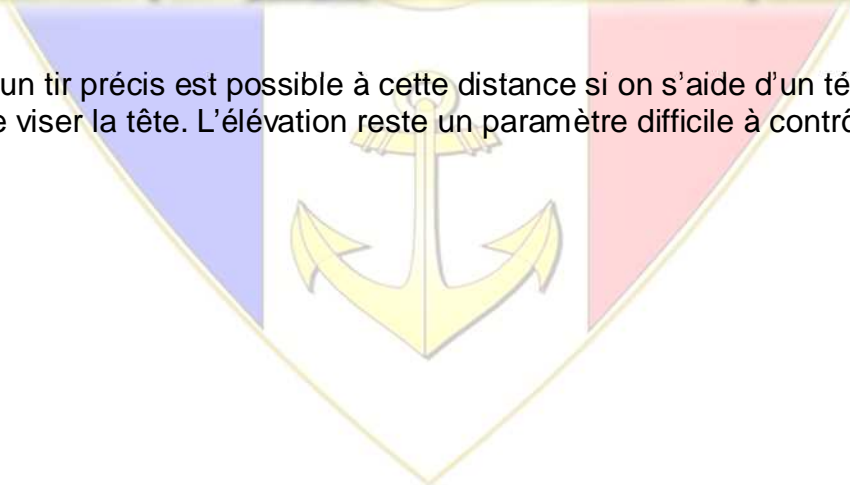 un tir précis est possible à cette distance si on s’aide d’un té
viser la tête. L’élévation reste un paramètre difficile à contrô